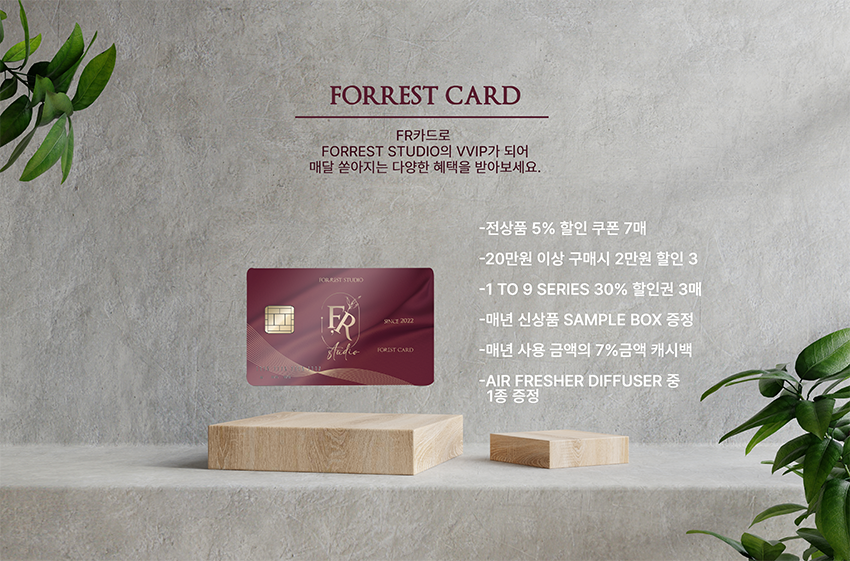 FORREST CARD
FR카드로
FORREST STUDIO의 VVIP가 되어
매달 쏟아지는 다양한 혜택을 받아보세요.
-전상품 5% 할인 쿠폰 7매
-20만원 이상 구매시 2만원 할인 3
-1 TO 9 SERIES 30% 할인권 3매
-매년 신상품 SAMPLE BOX 증정
-매년 사용 금액의 7%금액 캐시백
-AIR FRESHER DIFFUSER 중
1종 증정
FORREST STUDIO
FR
studio
SINCE 2022
FOREST CARD